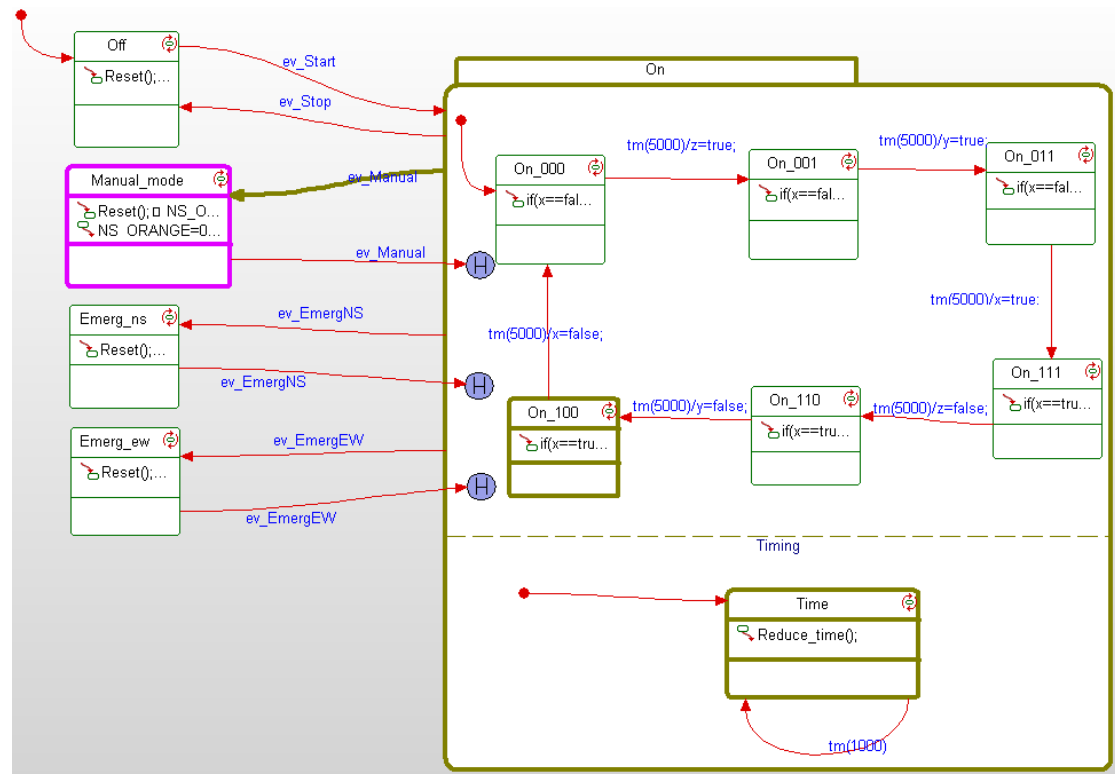 Off
Reset();...
ev_Start
ev_Stop
On
Manual_mode
Reset();□ NS_O...
NS_ORANGE=0...
ev_Manual
ev_Manual
Emerg_ns
Reset();...
ev_EmergNS
ev_EmergNS
Emerg_ew
Reset();...
ev_EmergEW
ev_EmergEW
On_000
if(x==fal...
tm(5000)/z=true;
On_001
if(x==fal...
tm(5000)/y=true;
On_011
if(x==fal...
tm(5000)/x=true;
On_111
if(x==tru...
tm(5000)/z=false;
On_110
if(x==tru...
tm(5000)/y=false;
On_100
if(x==tru...
tm(5000)/x=false;
H
H
H
Timing
Time
Reduce_time();
tm(1000)